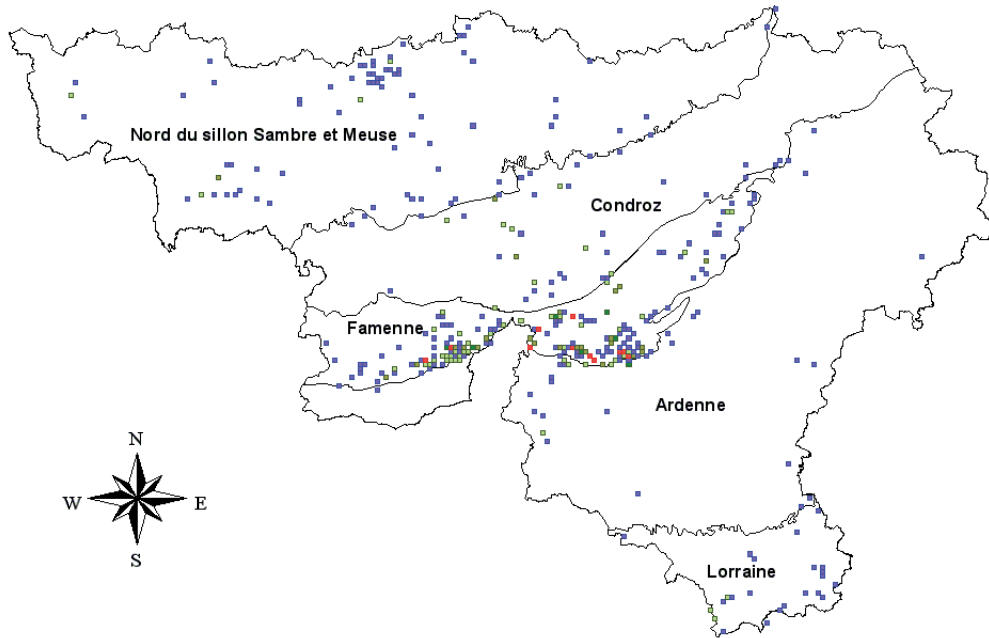 Nord du sillon Sambre et Meuse
Condroz
Famenne
Ardenne
N
W E
S
Lorraine